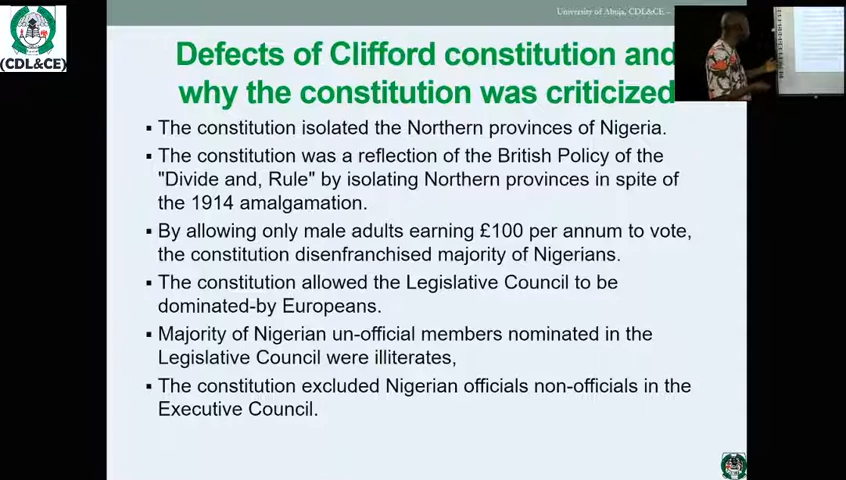 University of Abuja, CDL&CE –
(CDL&CE)
Defects of Clifford constitution and
why the constitution was criticized
▪ The constitution isolated the Northern provinces of Nigeria.
▪ The constitution was a reflection of the British Policy of the
"Divide and, Rule" by isolating Northern provinces in spite of
the 1914 amalgamation.
▪ By allowing only male adults earning £100 per annum to vote,
the constitution disenfranchised majority of Nigerians.
▪ The constitution allowed the Legislative Council to be
dominated-by Europeans.
▪ Majority of Nigerian un-official members nominated in the
Legislative Council were illiterates,
▪ The constitution excluded Nigerian officials non-officials in the
Executive Council.